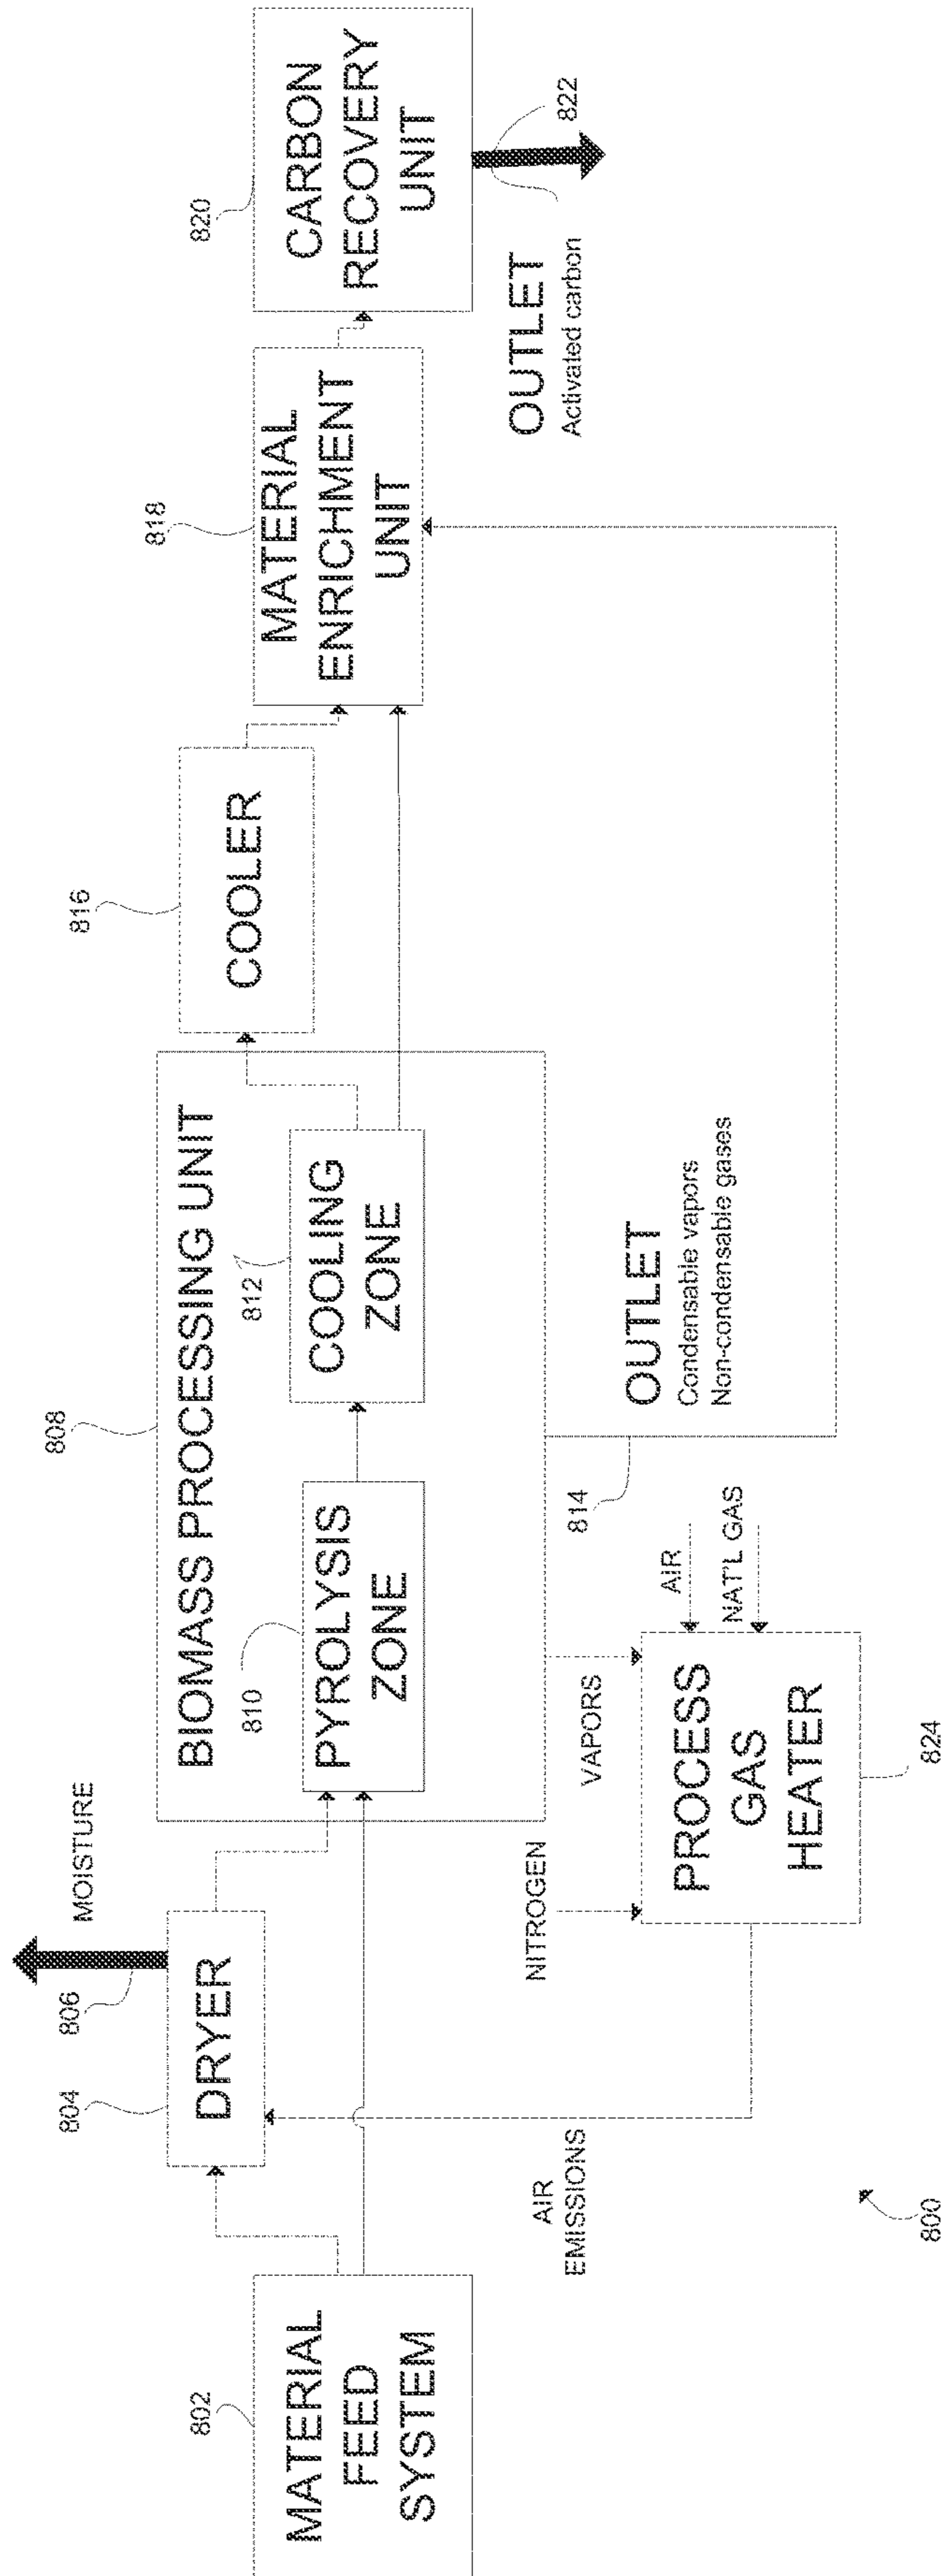 802
MATERIAL
FEED
SYSTEM
804
DRYER
806
MOISTURE
AIR
EMISSIONS
800
808
BIOMASS PROCESSING UNIT
810
PYROLYSIS
ZONE
812
COOLING
ZONE
NITROGEN
VAPORS
AIR
NAT'L GAS
PROCESS
GAS
HEATER
824
814
OUTLET
Condensable vapors
Non-condensable gases
816
COOLER
818
MATERIAL
ENRICHMENT
UNIT
820
CARBON
RECOVERY
UNIT
822
OUTLET
Activated carbon